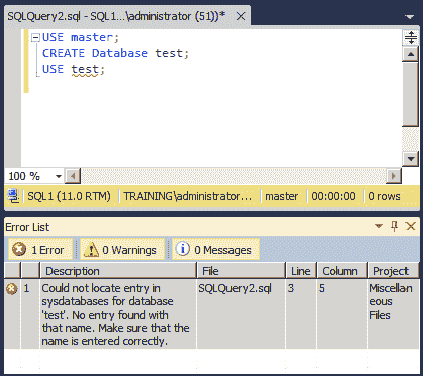 SQLQuery2.sql - SQL1...\administrator (51))*
USE master;
CREATE Database test;
USE test;
100 %
SQL1 (11.0 RTM) TRAINING\administrator... master 00:00:00 0 rows
Error List
1 Error 0 Warnings 0 Messages
Description File Line Column Project
1 Could not locate entry in SQLQuery2.sql 3 5 Miscellan
sysdatabases for database eous
'test'. No entry found with Files
that name. Make sure that the
name is entered correctly.